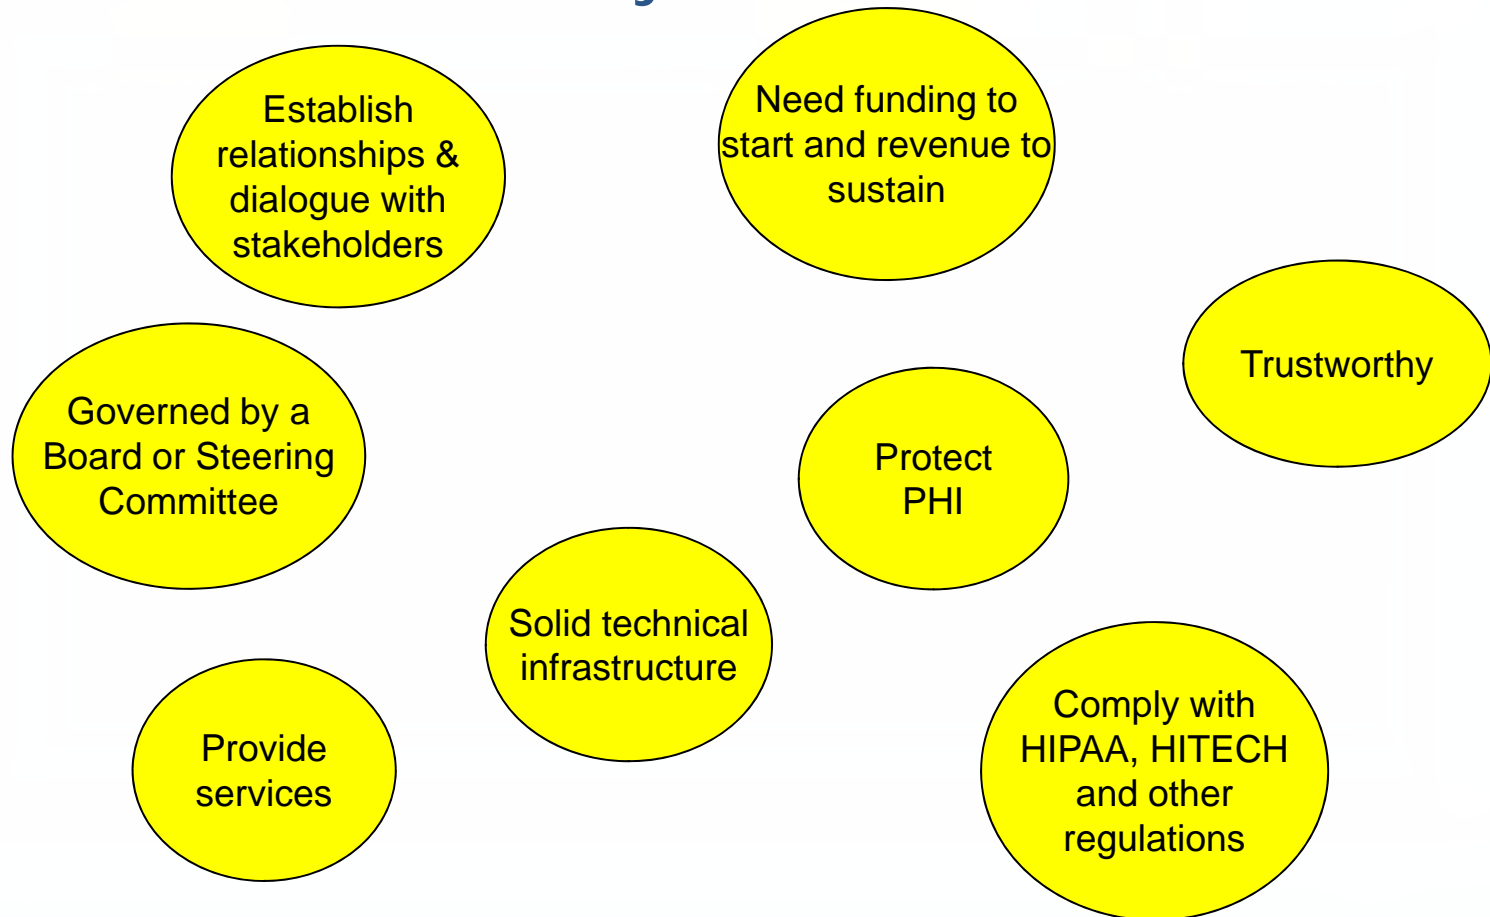 Establish
relationships &
dialogue with
stakeholders
Need funding to
start and revenue to
sustain
Trustworthy
Governed by a
Board or Steering
Committee
Protect
PHI
Solid technical
infrastructure
Provide
services
Comply with
HIPAA, HITECH
and other
regulations